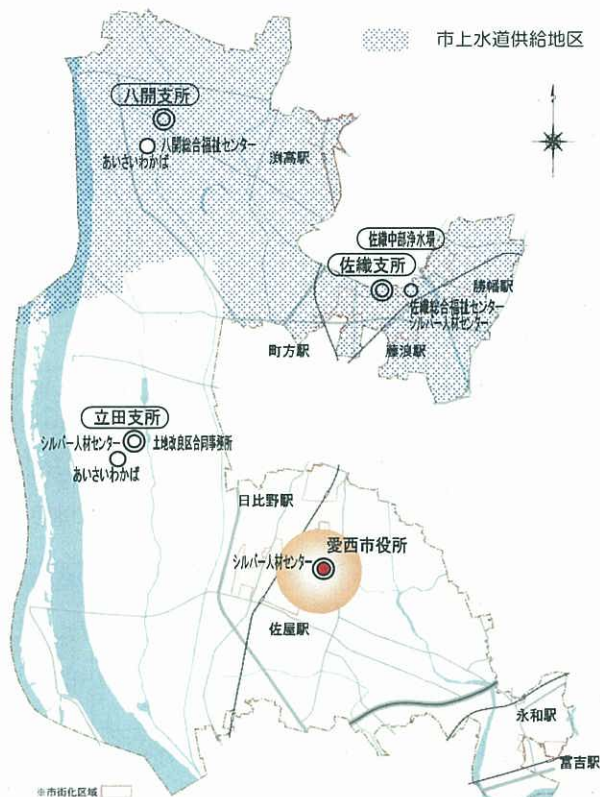 市上水道供給地区
八開支所
八開総合福祉センター
あいさいわかば
渕高駅
佐織中部浄水場
佐織支所
勝幡駅
佐織総合福祉センター
シルバー人材センター
町方駅
藤浪駅
立田支所
シルバー人材センター
土地改良区合同事務所
あいさいわかば
日比野駅
愛西市役所
シルバー人材センター
佐屋駅
永和駅
富吉駅
※市街化区域